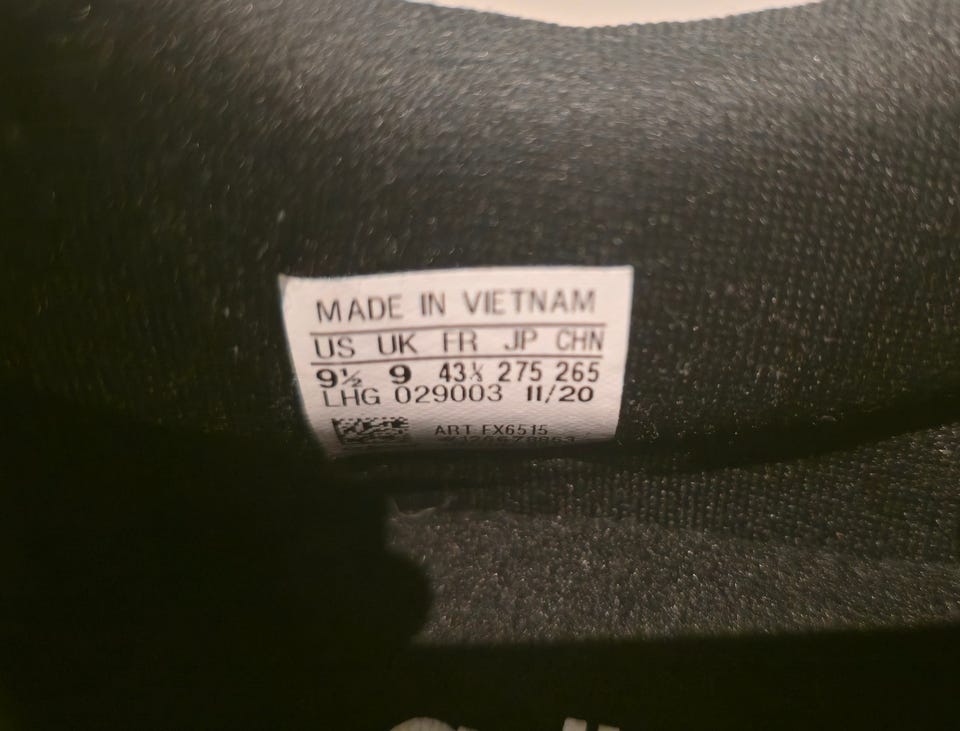 MADE IN VIETNAM
US UK FR JP CHN
9½ 9 43⅓ 275 265
LHG 029003 11/20
ART FX6515